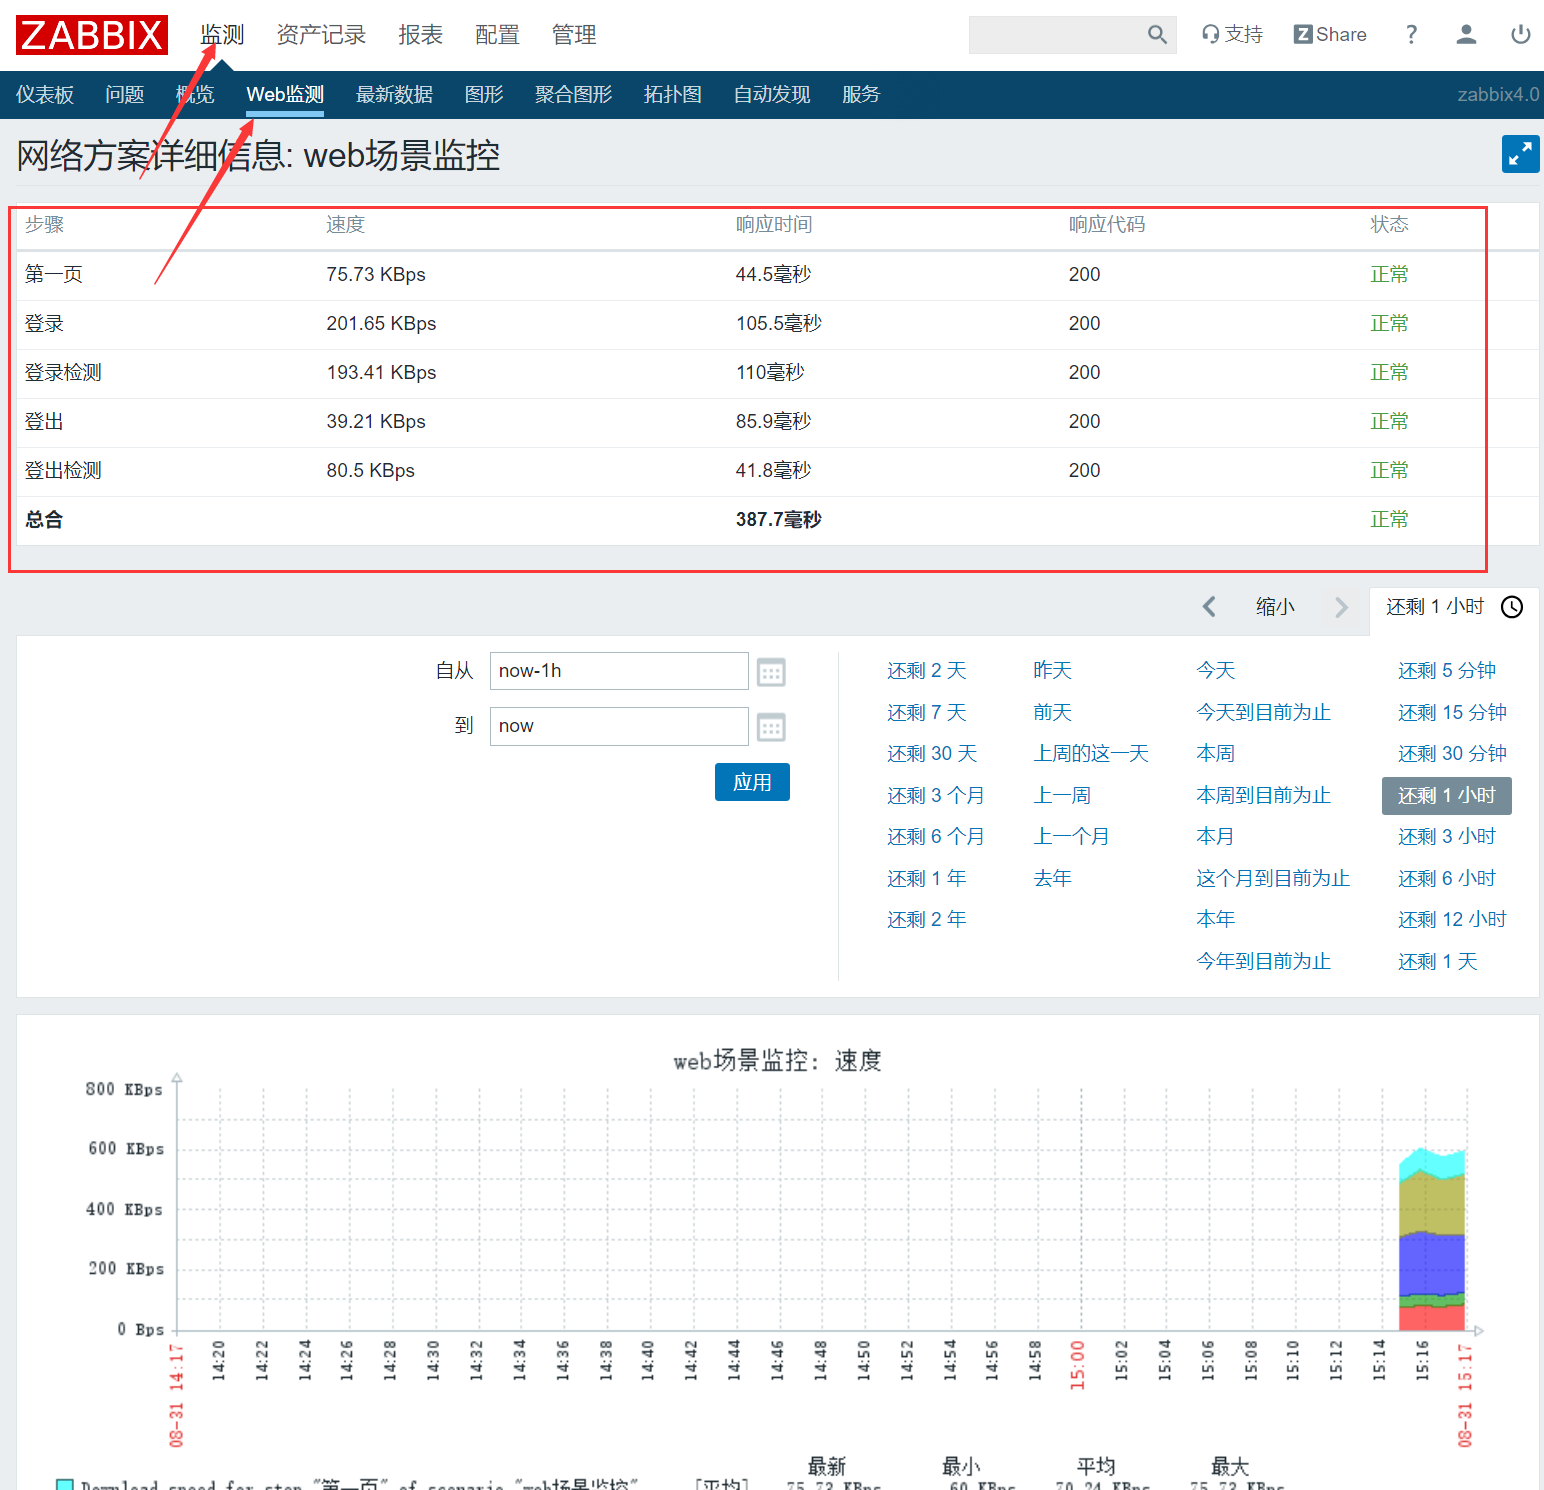 ZABBIX 监测 资产记录 报表 配置 管理 支持 Z Share ?
仪表板 问题 概览 Web监测 最新数据 图形 聚合图形 拓扑图 自动发现 服务 zabbix4.0
网络方案详细信息: web场景监控
步骤 速度 响应时间 响应代码 状态
第一页 75.73 KBps 44.5毫秒 200 正常
登录 201.65 KBps 105.5毫秒 200 正常
登录检测 193.41 KBps 110毫秒 200 正常
登出 39.21 KBps 85.9毫秒 200 正常
登出检测 80.5 KBps 41.8毫秒 200 正常
总合 387.7毫秒 正常
缩小 还剩 1 小时
自从 now-1h
到 now
应用
还剩 2 天 昨天 今天 还剩 5 分钟
还剩 7 天 前天 今天到目前为止 还剩 15 分钟
还剩 30 天 上周的这一天 本周 还剩 30 分钟
还剩 3 个月 上一周 本周到目前为止 还剩 1 小时
还剩 6 个月 上一个月 本月 还剩 3 小时
还剩 1 年 去年 这个月到目前为止 还剩 6 小时
还剩 2 年 本年 还剩 12 小时
今年到目前为止 还剩 1 天
web场景监控: 速度
800 KBps
600 KBps
400 KBps
200 KBps
0 Bps
08-31 14:17 14:20 14:22 14:24 14:26 14:28 14:30 14:32 14:34 14:36 14:38 14:40 14:42 14:44 14:46 14:48 14:50 14:52 14:54 14:56 14:58 15:00 15:02 15:04 15:06 15:08 15:10 15:12 15:14 15:16 08-31 15:17
最新 最小 平均 最大
Download speed for step "第一页" of scenario "web场景监控" [平均] 75.73 KBps 60 KBps 70.24 KBps 75.73 KBps